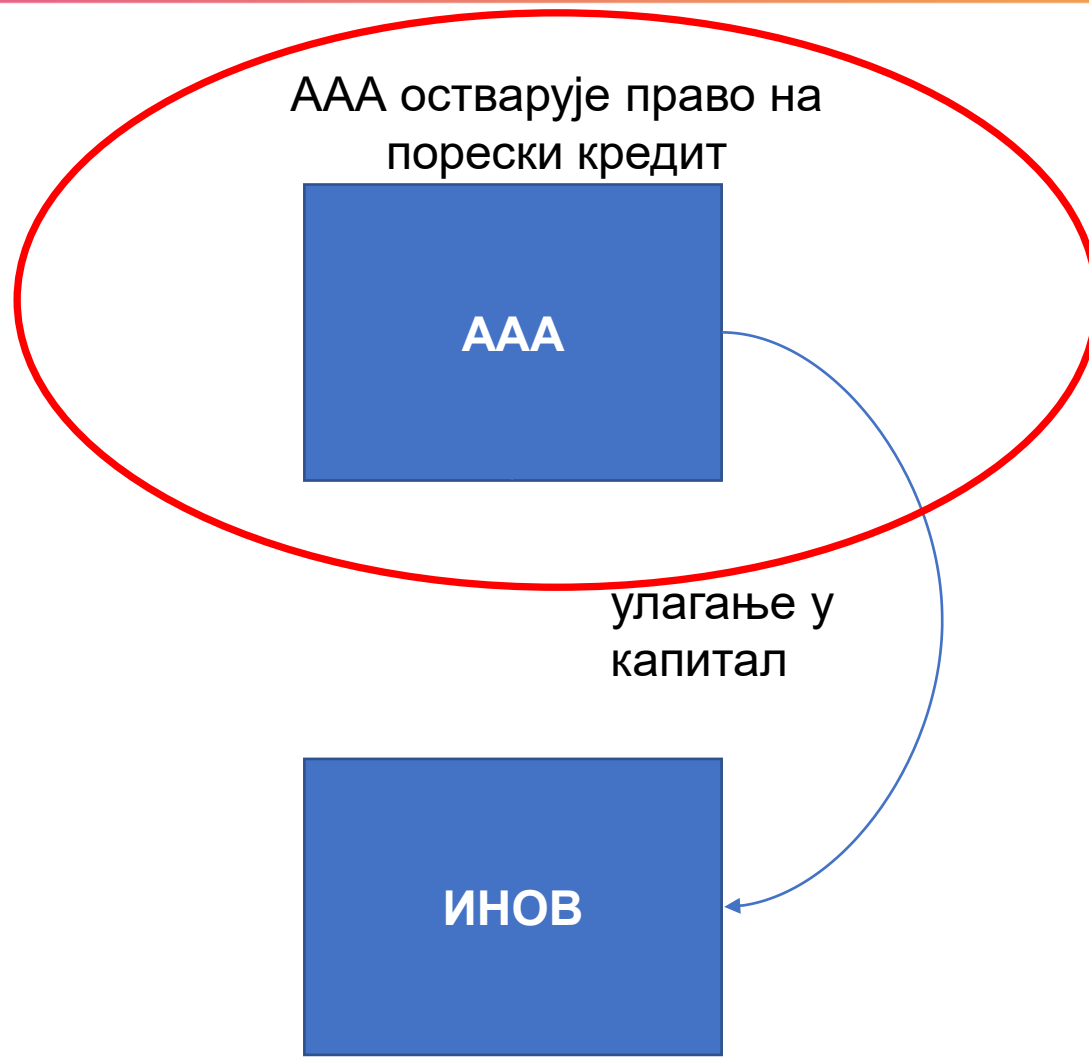 ААА остварује право на
порески кредит
ААА
улагање у
капитал
ИНОВ